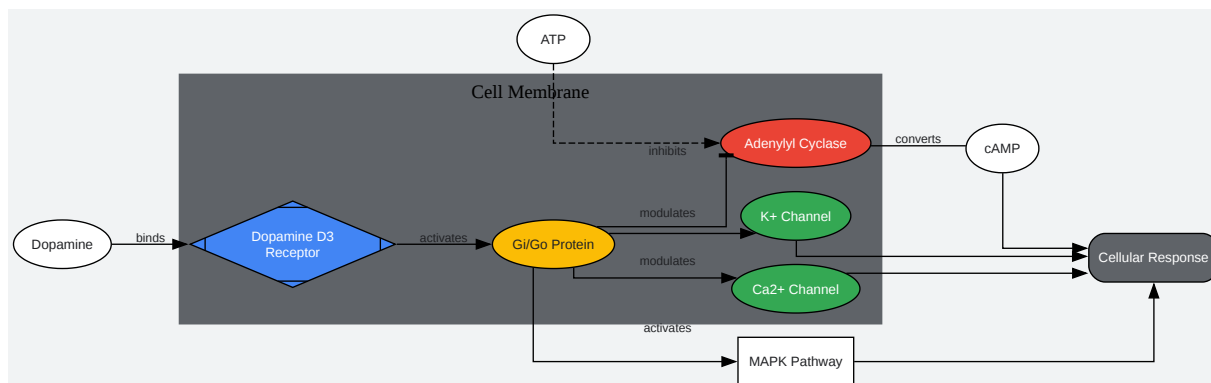 ATP
Cell Membrane
Adenylyl Cyclase
converts
cAMP
inhibits
modulates
K+ Channel
Dopamine
binds
Dopamine D3
Receptor
activates
Gi/Go Protein
modulates
Ca2+ Channel
Cellular Response
activates
MAPK Pathway